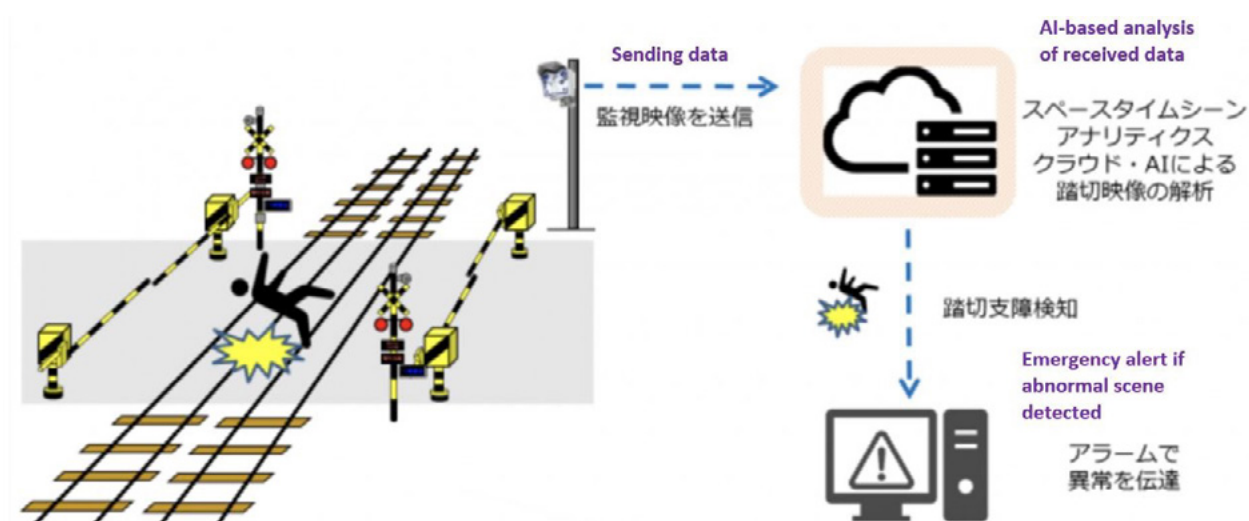 Sending data
監視映像を送信
AI-based analysis
of received data
スペースタイムシーン
アナリティクス
クラウド・AIによる
踏切映像の解析
踏切支障検知
Emergency alert if
abnormal scene
detected
アラームで
異常を伝達